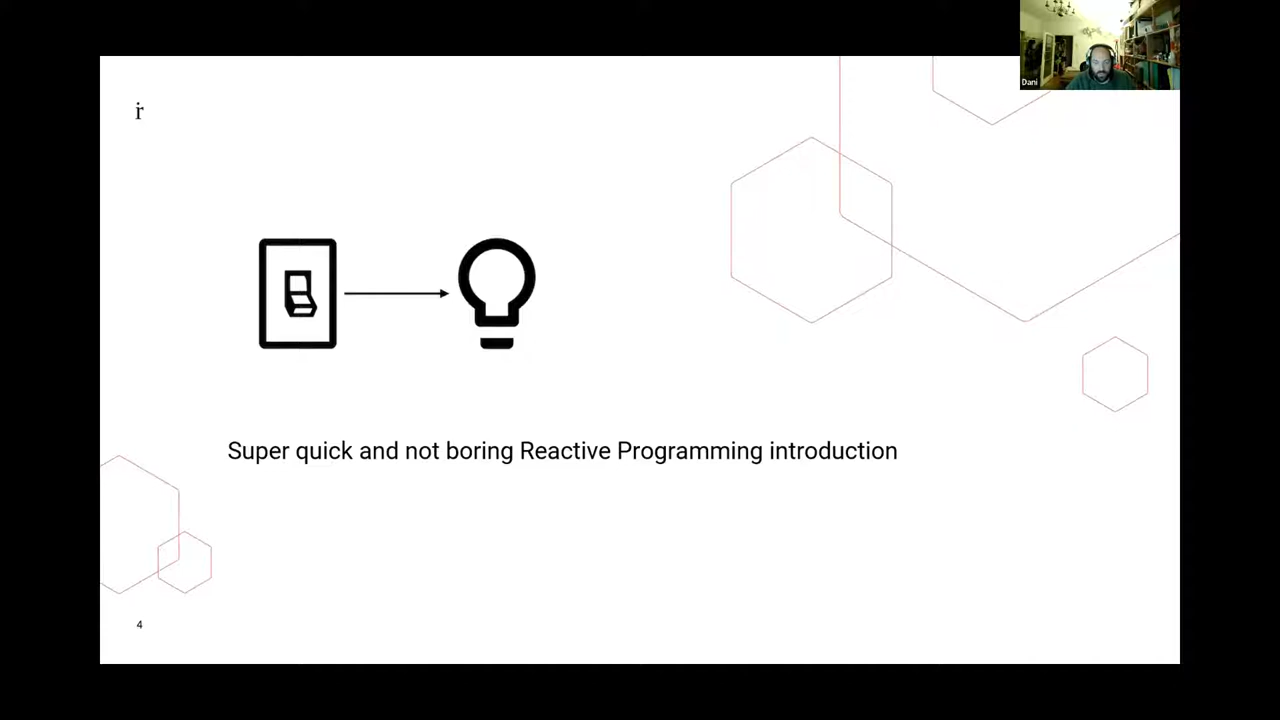 Dani
ṙ
Super quick and not boring Reactive Programming introduction
4